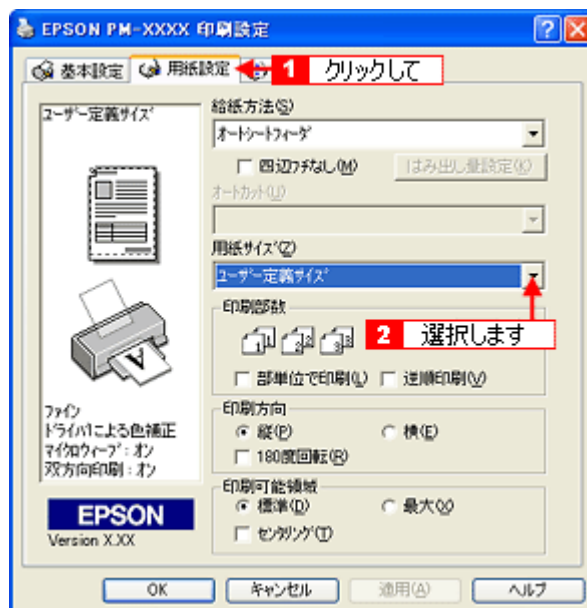 EPSON PM-XXXX 印刷設定
基本設定
用紙設定
1 クリックして
ユーザー定義サイズ
給紙方法(S)
オートシートフィーダ
四辺フチなし(M)
はみ出し量設定(K)
オートカット(U)
用紙サイズ(Z)
ユーザー定義サイズ
印刷部数
2 選択します
部単位で印刷(L)
逆順印刷(V)
印刷方向
縦(P)
横(E)
180度回転(R)
ファイン
ドライバによる色補正
マイクロウィーブ：オン
双方向印刷：オン
印刷可能領域
標準(D)
最大(X)
センタリング(T)
EPSON
Version X.XX
OK
キャンセル
適用(A)
ヘルプ